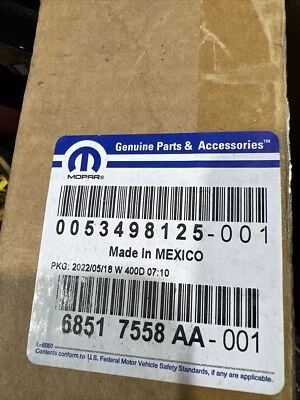 Genuine Parts & Accessories™
MOPAR®
0053498125-001
Made In MEXICO
PKG: 2022/05/18 W 400D 07:10
6851 7558 AA-001
Contents conform to U.S. Federal Motor Vehicle Safety Standards, if any are applicable.